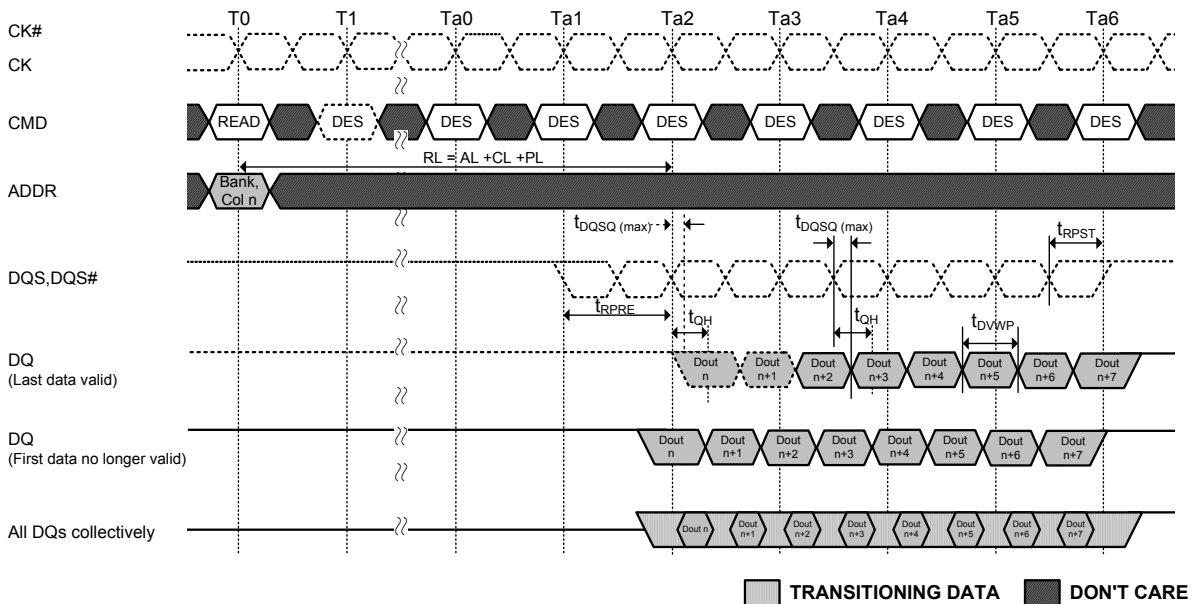 T0 T1 Ta0 Ta1 Ta2 Ta3 Ta4 Ta5 Ta6
CK#
CK
CMD READ DES DES DES DES DES DES DES DES
RL = AL +CL +PL
ADDR Bank,
Col n
tDQSQ (max) tDQSQ (max) tRPST
DQS,DQS#
tRPRE tQH tQH tDVWP
DQ
(Last data valid)
Dout n Dout n+1 Dout n+2 Dout n+3 Dout n+4 Dout n+5 Dout n+6 Dout n+7
DQ
(First data no longer valid)
Dout n Dout n+1 Dout n+2 Dout n+3 Dout n+4 Dout n+5 Dout n+6 Dout n+7
All DQs collectively
Dout n Dout n+1 Dout n+2 Dout n+3 Dout n+4 Dout n+5 Dout n+6 Dout n+7
TRANSITIONING DATA DON'T CARE